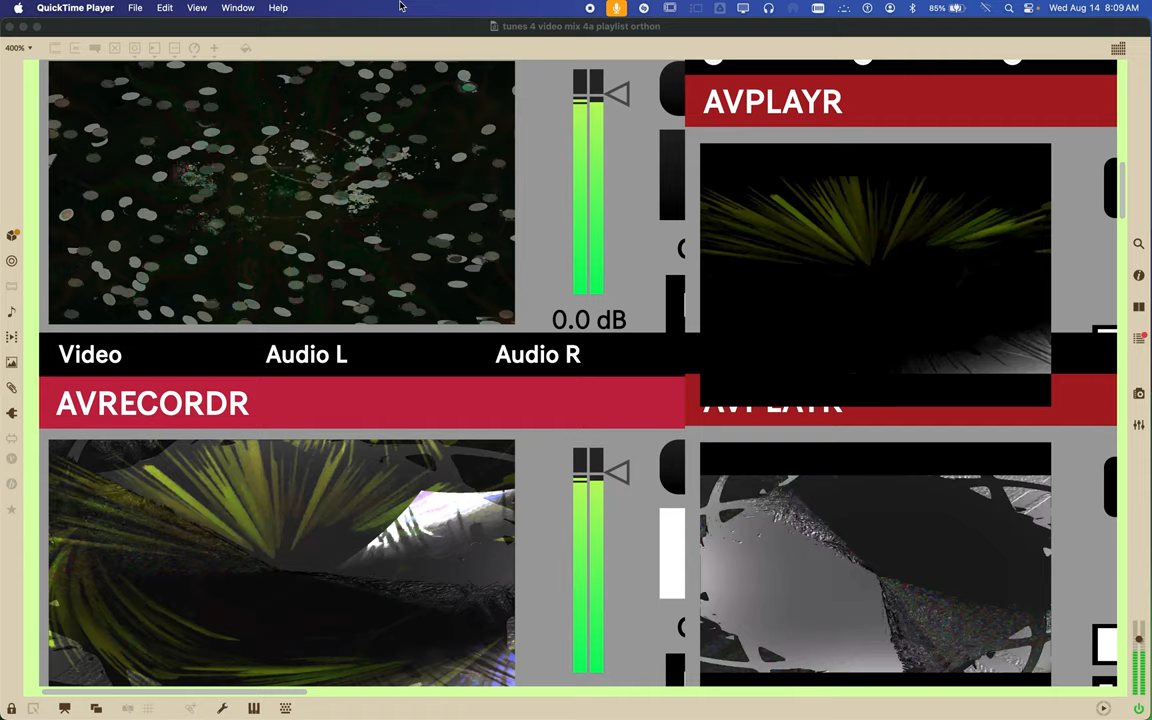 QuickTime Player File Edit View Window Help 85% Wed Aug 14 8:09 AM
tunes 4 video mix 4a playlist orthon
400%
AVPLAYR
0.0 dB
Video Audio L Audio R
AVRECORDR